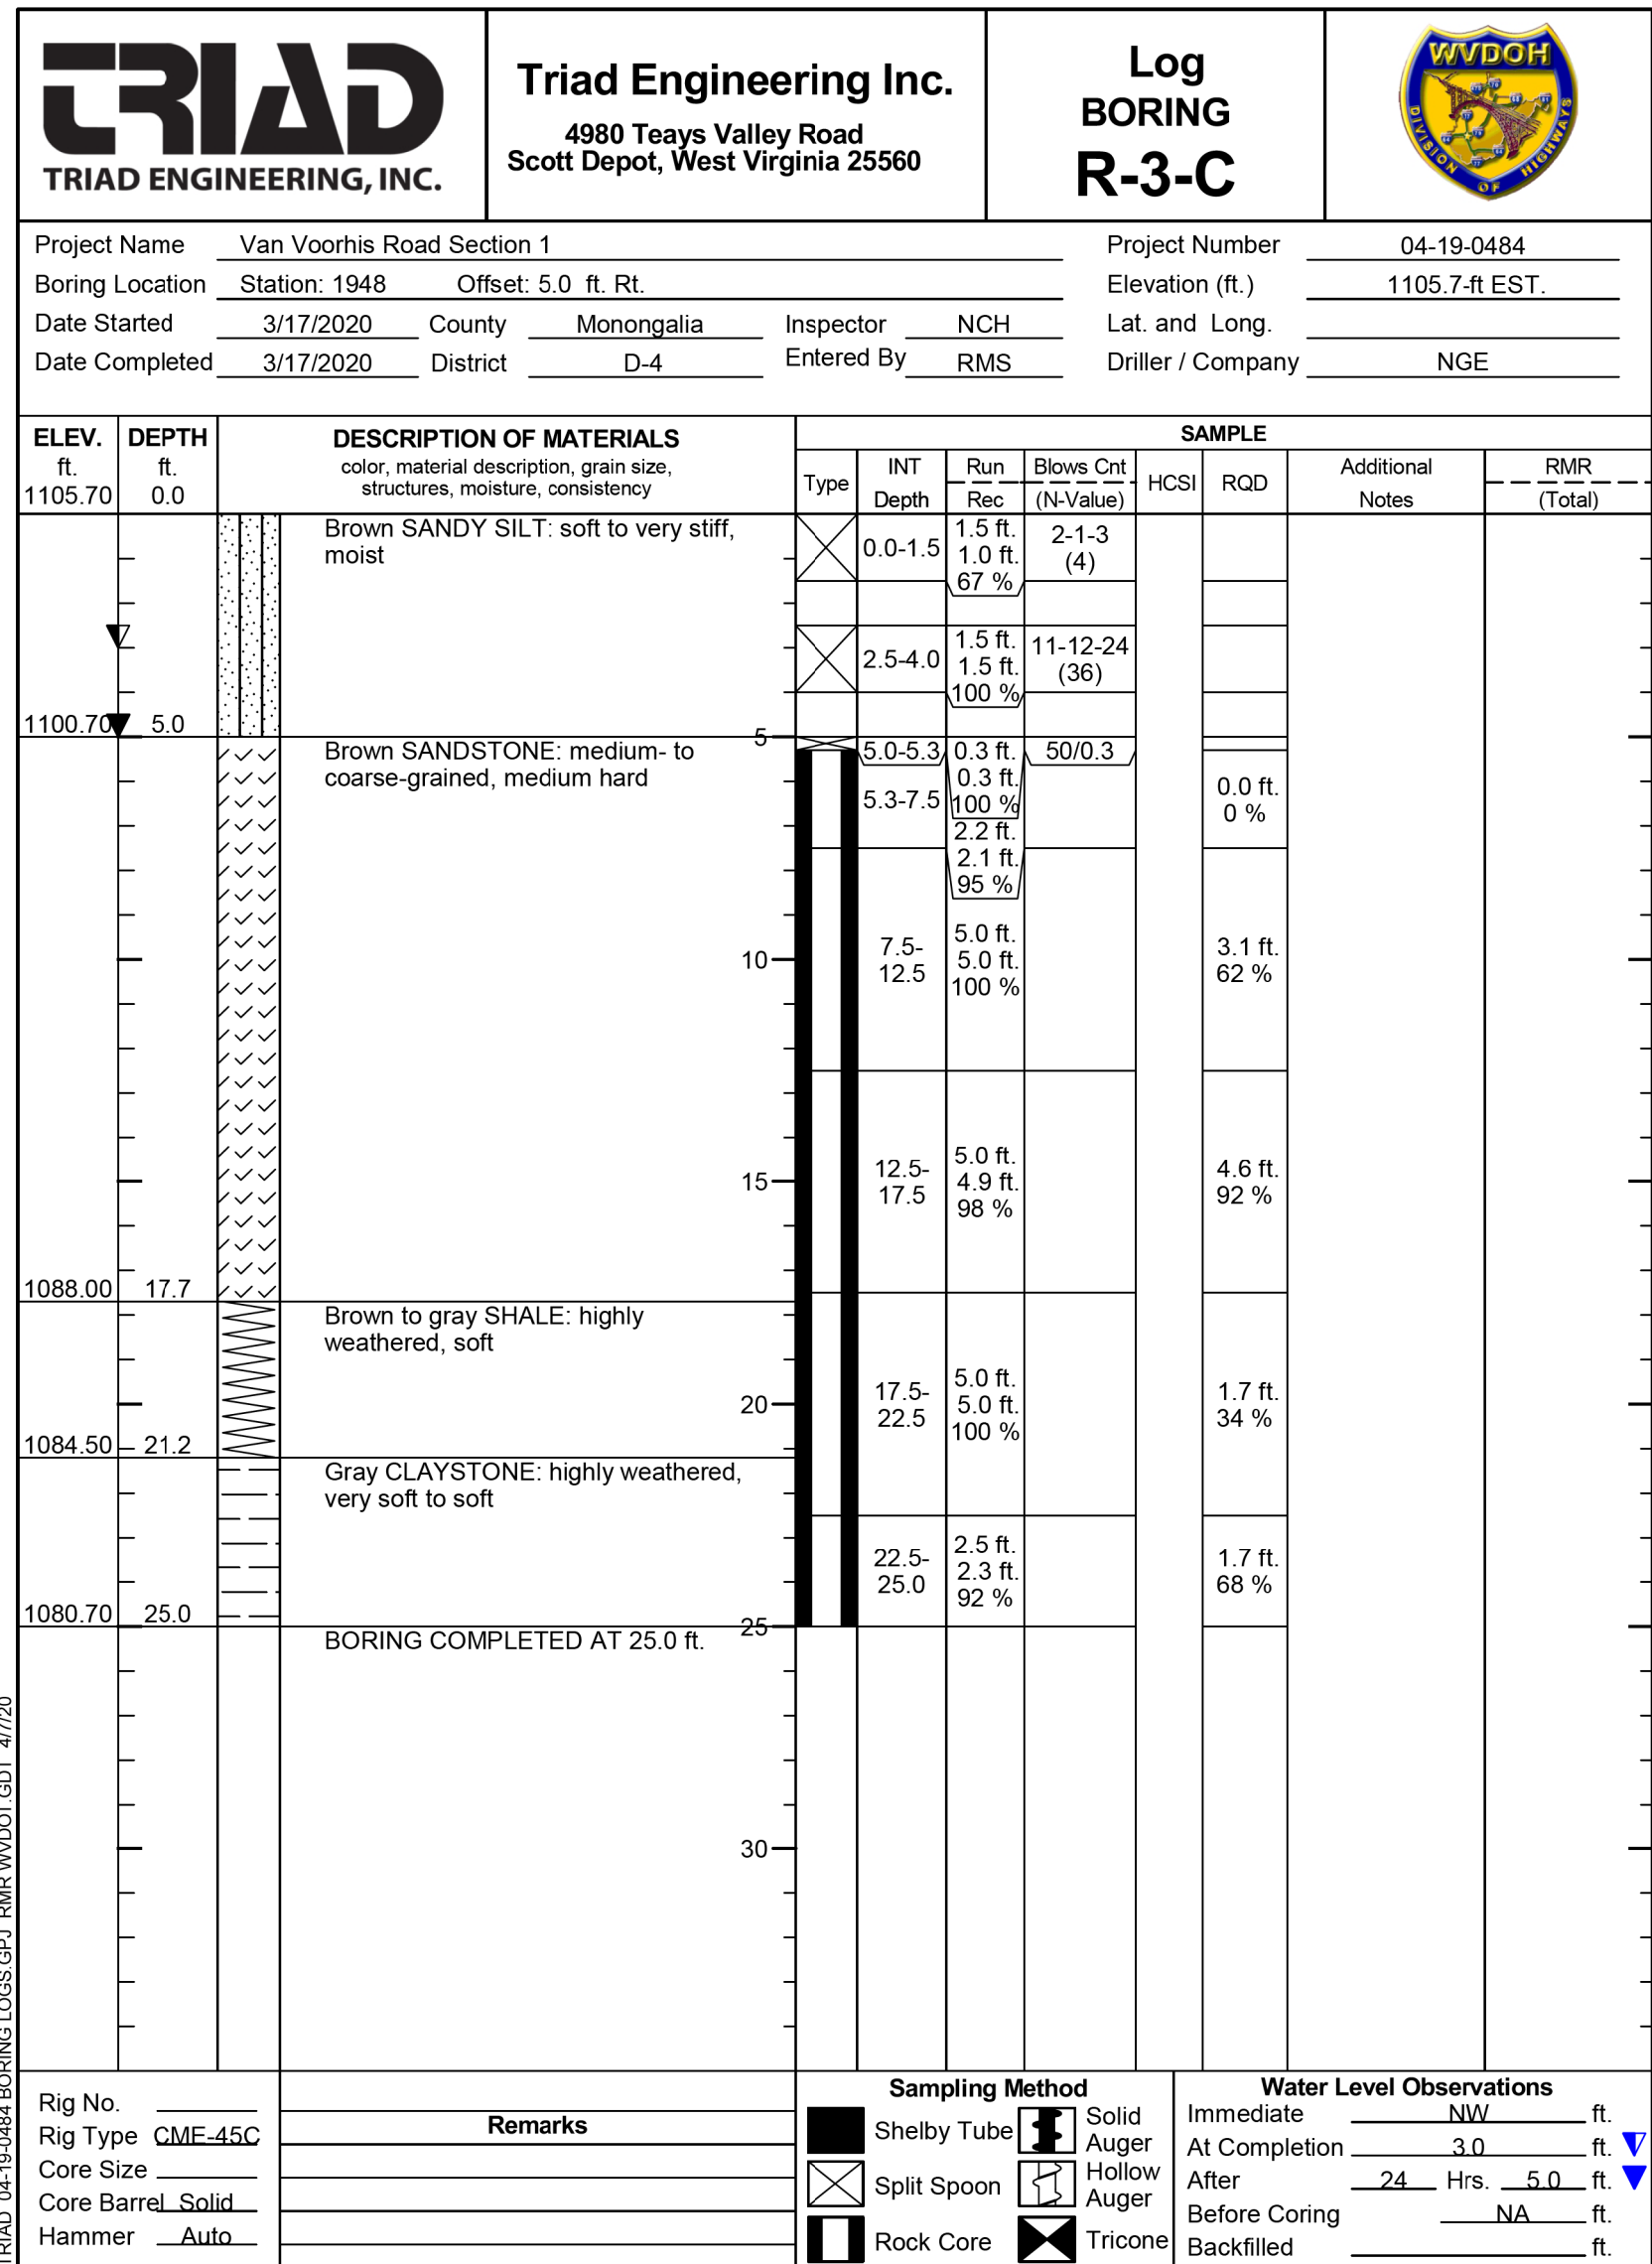 TRIAD
TRIAD ENGINEERING, INC.
Triad Engineering Inc.
4980 Teays Valley Road
Scott Depot, West Virginia 25560
Log
BORING
R-3-C
WVDOH
DIVISION OF HIGHWAYS
Project Name Van Voorhis Road Section 1 Project Number 04-19-0484
Boring Location Station: 1948 Offset: 5.0 ft. Rt. Elevation (ft.) 1105.7-ft EST.
Date Started 3/17/2020 County Monongalia Inspector NCH Lat. and Long.
Date Completed 3/17/2020 District D-4 Entered By RMS Driller / Company NGE
ELEV. DEPTH DESCRIPTION OF MATERIALS SAMPLE
ft. ft. color, material description, grain size,
1105.70 0.0 structures, moisture, consistency
Type INT Depth Run Rec Blows Cnt (N-Value) HCSI RQD Additional Notes RMR (Total)
Brown SANDY SILT: soft to very stiff,
moist
0.0-1.5 1.5 ft. 1.0 ft. 67 % 2-1-3 (4)
2.5-4.0 1.5 ft. 1.5 ft. 100 % 11-12-24 (36)
1100.70 5.0
5
Brown SANDSTONE: medium- to
coarse-grained, medium hard
5.0-5.3 0.3 ft. 0.3 ft. 100 % 50/0.3
5.3-7.5 2.2 ft. 2.1 ft. 95 % 0.0 ft. 0 %
7.5-12.5 5.0 ft. 5.0 ft. 100 % 3.1 ft. 62 %
10
12.5-17.5 5.0 ft. 4.9 ft. 98 % 4.6 ft. 92 %
15
1088.00 17.7
Brown to gray SHALE: highly
weathered, soft
17.5-22.5 5.0 ft. 5.0 ft. 100 % 1.7 ft. 34 %
20
1084.50 21.2
Gray CLAYSTONE: highly weathered,
very soft to soft
22.5-25.0 2.5 ft. 2.3 ft. 92 % 1.7 ft. 68 %
1080.70 25.0
25
BORING COMPLETED AT 25.0 ft.
30
TRIAD 04-19-0484 BORING LOGS.GPJ RMR WVDOT.GDT 4/7/20
Rig No.
Rig Type CME-45C
Core Size
Core Barrel Solid
Hammer Auto
Remarks
Sampling Method
Shelby Tube Solid Auger
Split Spoon Hollow Auger
Rock Core Tricone
Water Level Observations
Immediate NW ft.
At Completion 3.0 ft.
After 24 Hrs. 5.0 ft.
Before Coring NA ft.
Backfilled ft.